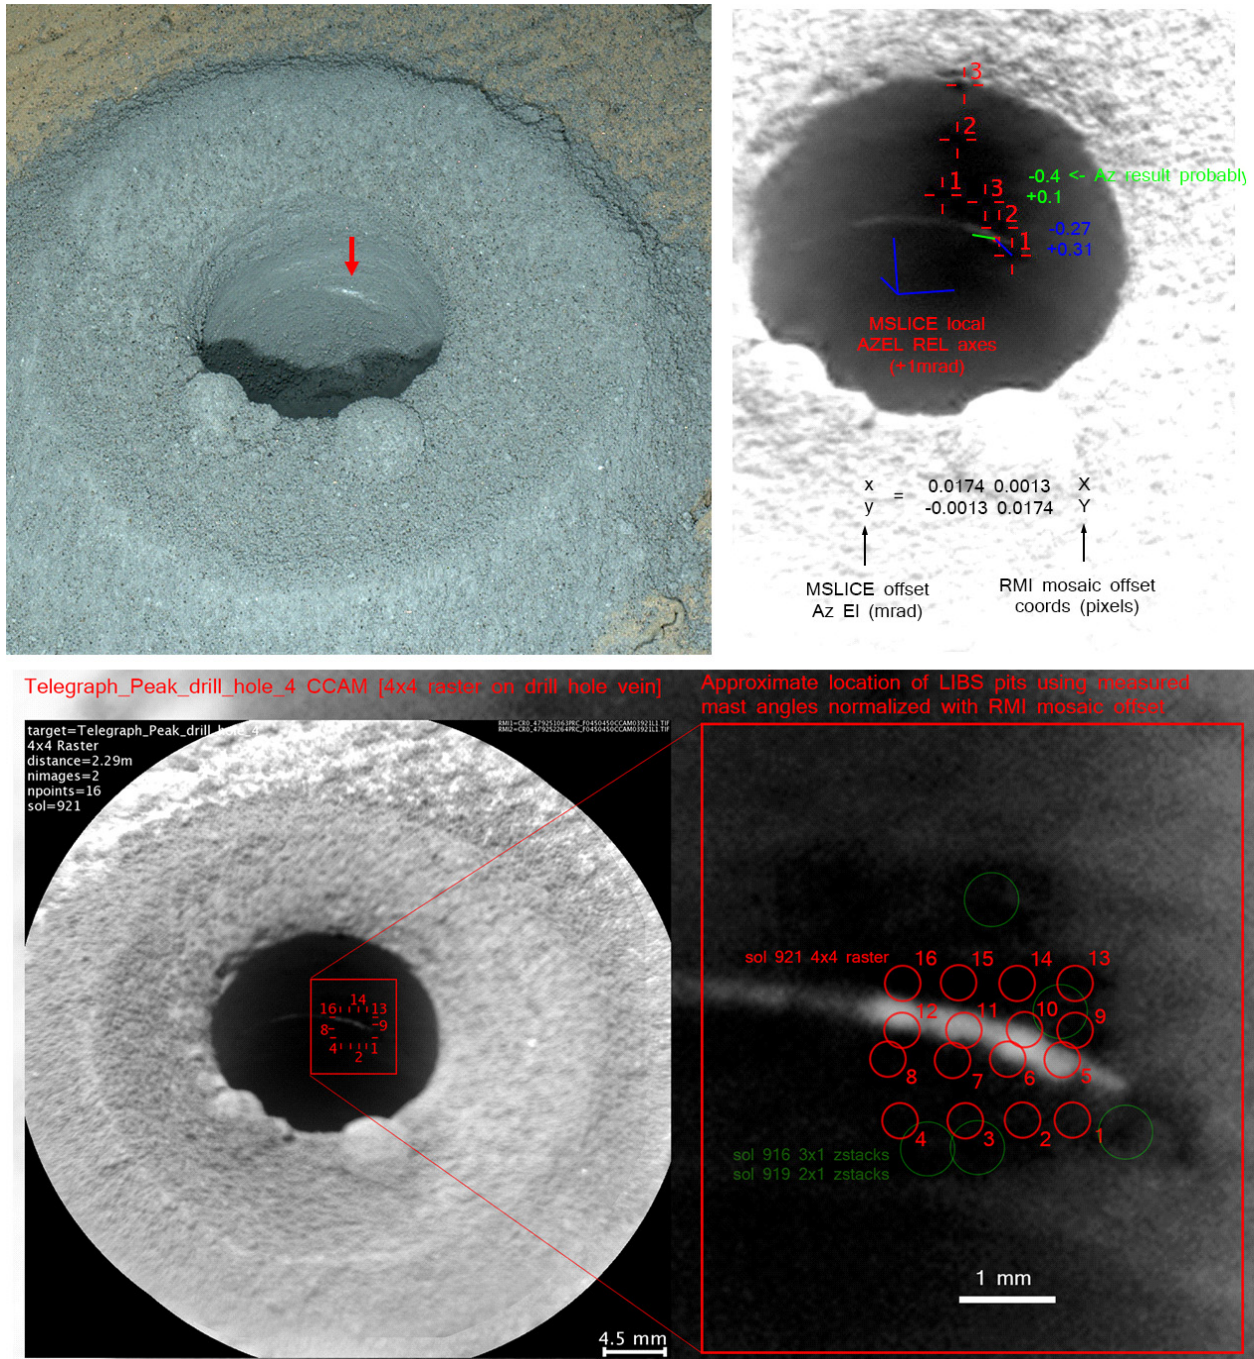 3
2
1
3
2
1
-0.4 <- Az result probably
+0.1
-0.27
+0.31
MSLICE local
AZEL REL axes
(+1mrad)
x = 0.0174 0.0013 X
y -0.0013 0.0174 Y
MSLICE offset
Az El (mrad)
RMI mosaic offset
coords (pixels)
Telegraph_Peak_drill_hole_4 CCAM [4x4 raster on drill hole vein]
target=Telegraph_Peak_drill_hole_4
4x4 Raster
distance=2.29m
nimages=2
npoints=16
sol=921
RMI1=CR0_479251063PRC_F0450450CCAM03921L1.TIF
RMI2=CR0_479252264PRC_F0450450CCAM03921L1.TIF
14
16 13
8 9
4 1
2
4.5 mm
Approximate location of LIBS pits using measured
mast angles normalized with RMI mosaic offset
sol 921 4x4 raster
16 15 14 13
12 11 10 9
8 7 6 5
4 3 2 1
sol 916 3x1 zstacks
sol 919 2x1 zstacks
1 mm